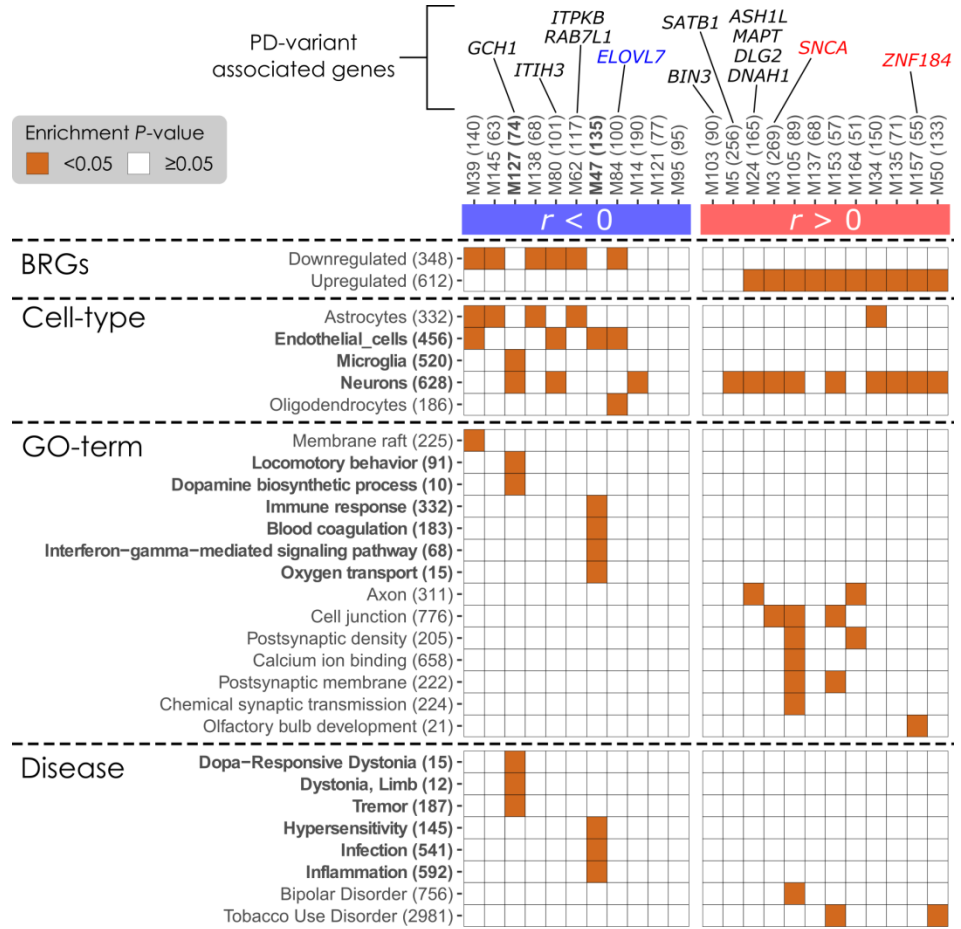 PD-variant
associated genes
GCH1
ITIH3
ITPKB
RAB7L1
ELOVL7
SATB1
BIN3
ASH1L
MAPT
DLG2
DNAH1
SNCA
ZNF184
Enrichment P-value
<0.05 ≥0.05
M39 (140)
M145 (63)
M127 (74)
M138 (68)
M80 (101)
M62 (117)
M47 (135)
M84 (100)
M14 (190)
M121 (77)
M95 (95)
M103 (90)
M5 (256)
M24 (165)
M3 (269)
M105 (89)
M137 (68)
M153 (57)
M164 (51)
M34 (150)
M135 (71)
M157 (55)
M50 (133)
r < 0
r > 0
BRGs
Downregulated (348)
Upregulated (612)
Cell-type
Astrocytes (332)
Endothelial_cells (456)
Microglia (520)
Neurons (628)
Oligodendrocytes (186)
GO-term
Membrane raft (225)
Locomotory behavior (91)
Dopamine biosynthetic process (10)
Immune response (332)
Blood coagulation (183)
Interferon−gamma−mediated signaling pathway (68)
Oxygen transport (15)
Axon (311)
Cell junction (776)
Postsynaptic density (205)
Calcium ion binding (658)
Postsynaptic membrane (222)
Chemical synaptic transmission (224)
Olfactory bulb development (21)
Disease
Dopa−Responsive Dystonia (15)
Dystonia, Limb (12)
Tremor (187)
Hypersensitivity (145)
Infection (541)
Inflammation (592)
Bipolar Disorder (756)
Tobacco Use Disorder (2981)